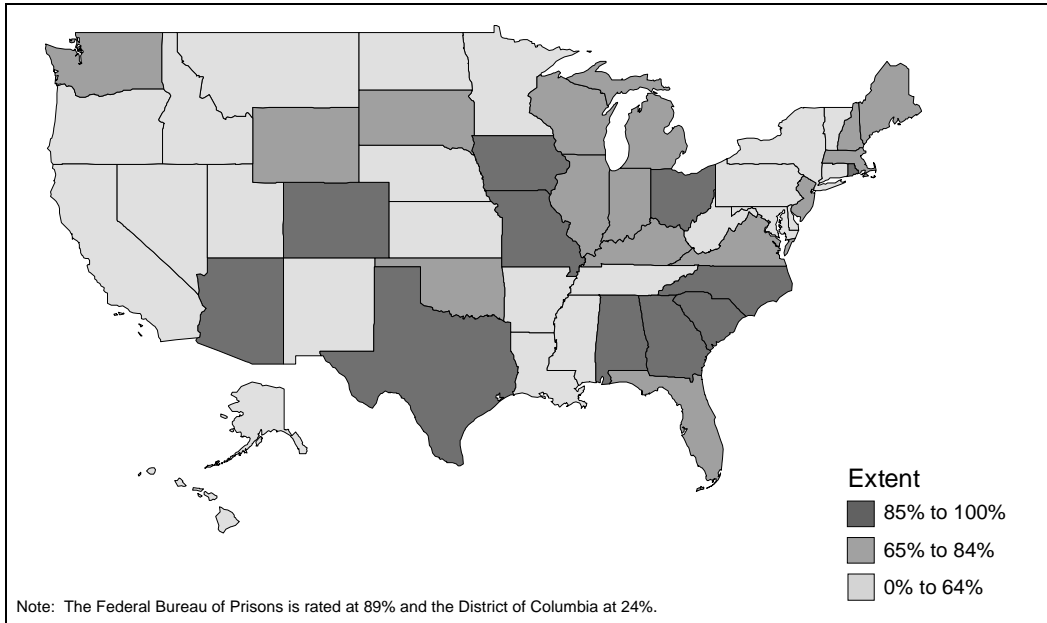 Extent
85% to 100%
65% to 84%
0% to 64%
Note:  The Federal Bureau of Prisons is rated at 89% and the District of Columbia at 24%.